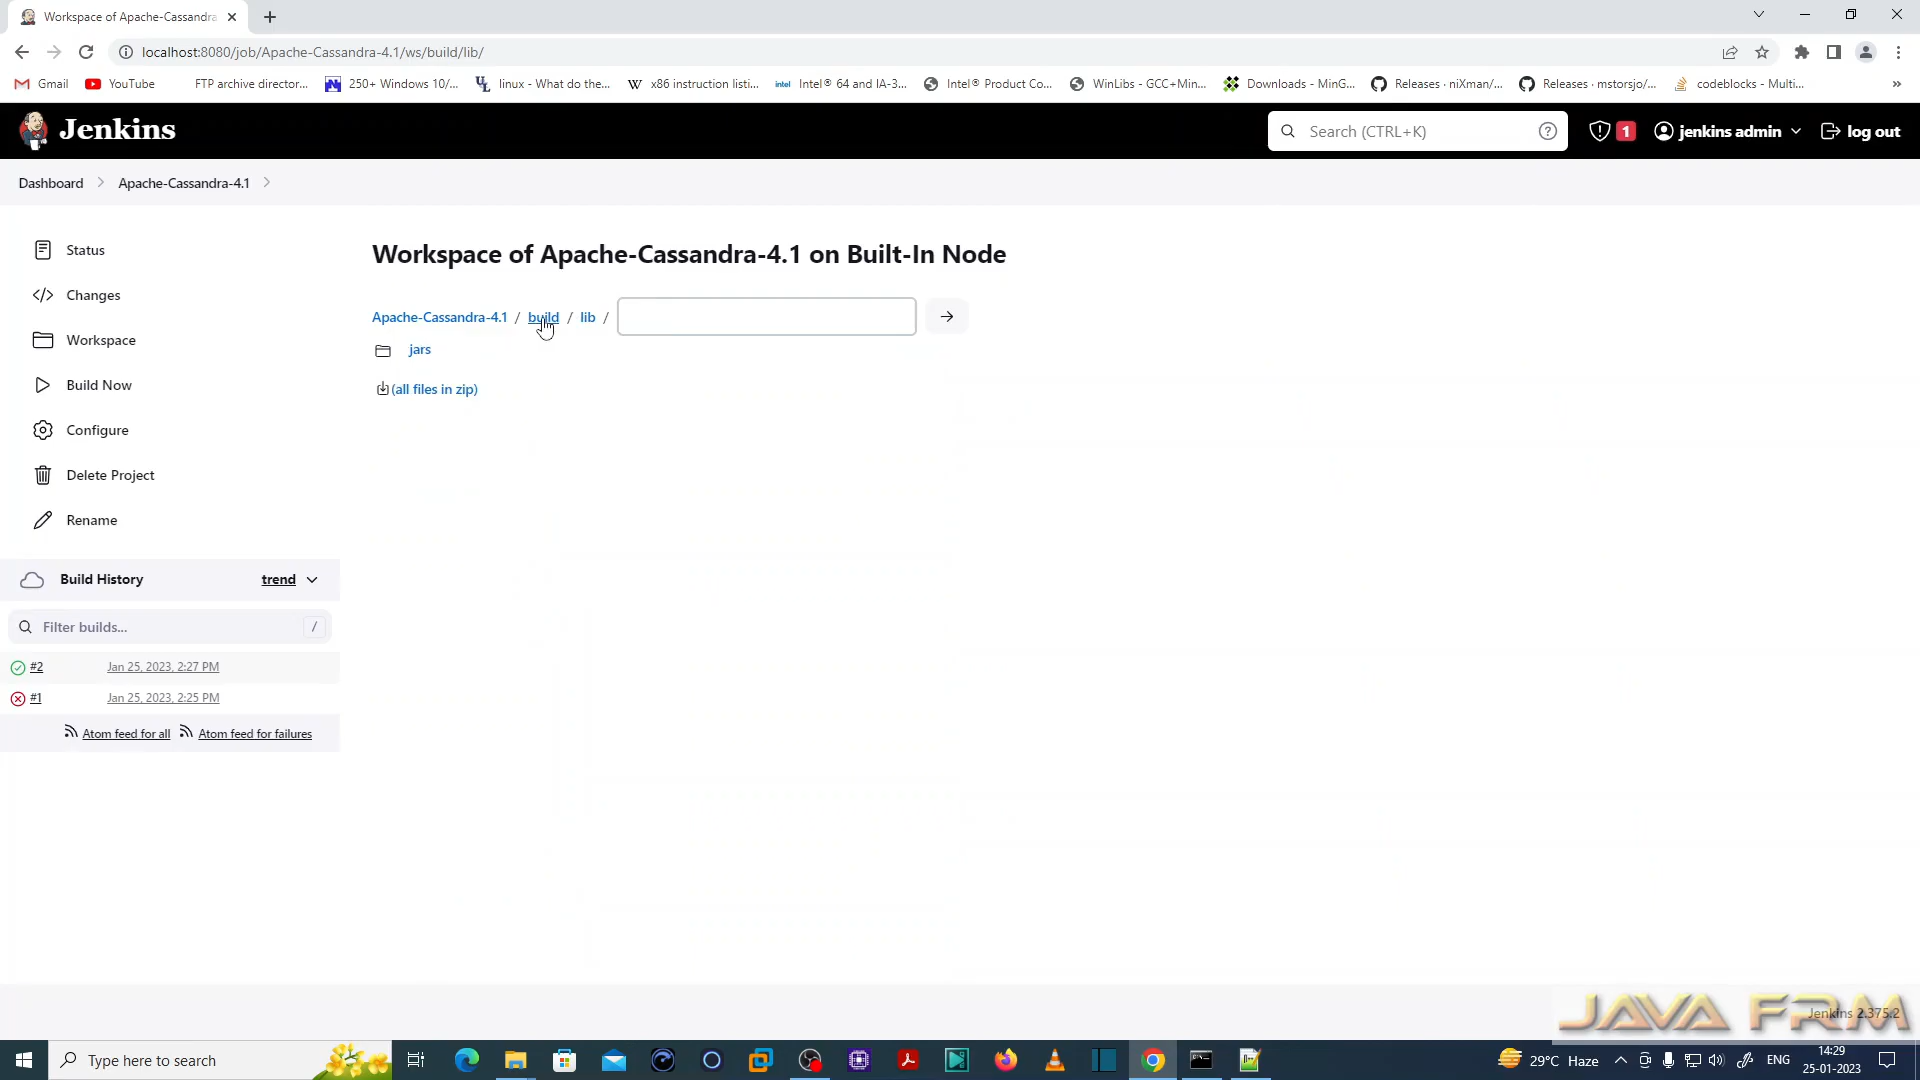 Workspace of Apache-Cassandra
localhost:8080/job/Apache-Cassandra-4.1/ws/build/lib/
Gmail YouTube FTP archive director... 250+ Windows 10/... linux - What do the... x86 instruction listi... intel Intel® 64 and IA-3... Intel® Product Co... WinLibs - GCC+Min... Downloads - MinG... Releases · niXman/... Releases · mstorsjo/... codeblocks - Multi... »
Jenkins Search (CTRL+K) 1 jenkins admin log out
Dashboard Apache-Cassandra-4.1
Status
Changes
Workspace
Build Now
Configure
Delete Project
Rename
Workspace of Apache-Cassandra-4.1 on Built-In Node
Apache-Cassandra-4.1 / build / lib /
jars
(all files in zip)
Build History trend
Filter builds... /
#2 Jan 25, 2023, 2:27 PM
#1 Jan 25, 2023, 2:25 PM
Atom feed for all Atom feed for failures
Jenkins 2.375.2
JAVA FRM
Type here to search
29°C Haze ENG 14:29
25-01-2023